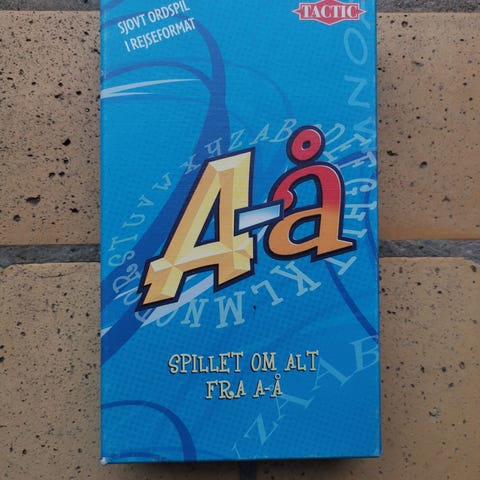 SJOVT ORDSPIL
I REJSEFORMAT
TACTIC
A-å
SPILLET OM ALT
FRA A-Å